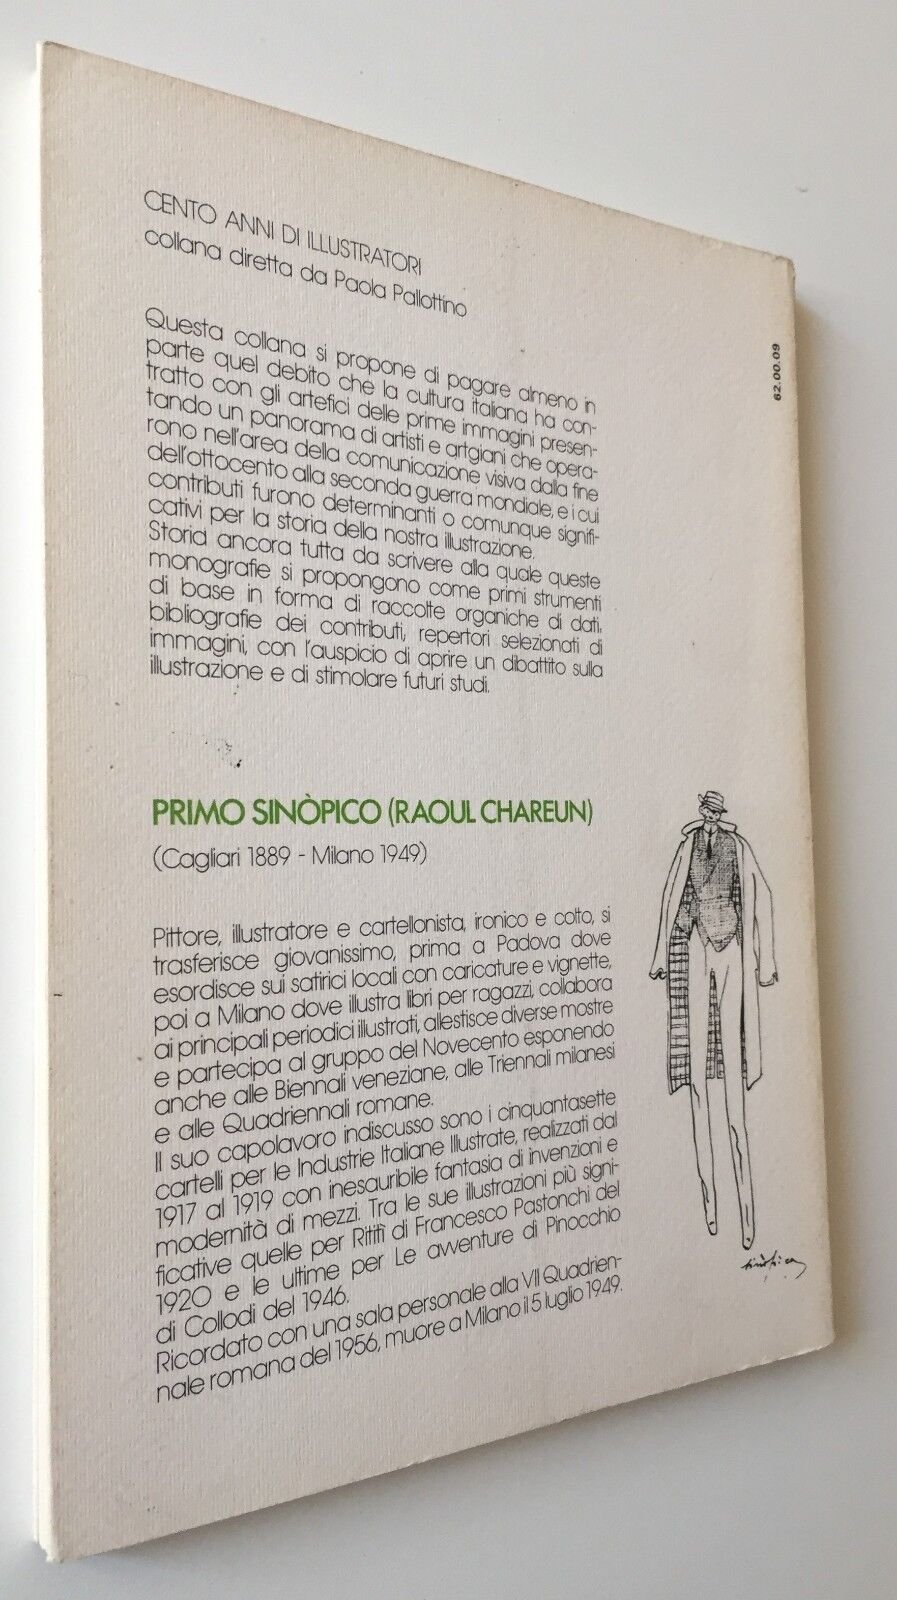 CENTO ANNI DI ILLUSTRATORI
collana diretta da Paola Pallottino
Questa collana si propone di pagare almeno in
parte quel debito che la cultura italiana ha con-
tratto con gli artefici delle prime immagini presen-
tando un panorama di artisti e artgiani che opera-
rono nell'area della comunicazione visiva dalla fine
dell'ottocento alla seconda guerra mondiale, e i cui
contributi furono determinanti o comunque signifi-
cativi per la storia della nostra illustrazione.
Storia ancora tutta da scrivere alla quale queste
monografie si propongono come primi strumenti
di base in forma di raccolte organiche di dati,
bibliografie dei contributi, repertori selezionati di
immagini, con l'auspicio di aprire un dibattito sulla
illustrazione e di stimolare futuri studi.
62.00.09
PRIMO SINÒPICO (RAOUL CHAREUN)
(Cagliari 1889 - Milano 1949)
Pittore, illustratore e cartellonista, ironico e colto, si
trasferisce giovanissimo, prima a Padova dove
esordisce sui satirici locali con caricature e vignette,
poi a Milano dove illustra libri per ragazzi, collabora
ai principali periodici illustrati, allestisce diverse mostre
e partecipa al gruppo del Novecento esponendo
anche alle Biennali veneziane, alle Triennali milanesi
e alle Quadriennali romane.
Il suo capolavoro indiscusso sono i cinquantasette
cartelli per le Industrie Italiane Illustrate, realizzati dal
1917 al 1919 con inesauribile fantasia di invenzioni e
modernità di mezzi. Tra le sue illustrazioni più signi-
ficative quelle per Rititì di Francesco Pastonchi del
1920 e le ultime per Le avventure di Pinocchio
di Collodi del 1946.
Ricordato con una sala personale alla VII Quadrien-
nale romana del 1956, muore a Milano il 5 luglio 1949.
sinòpico